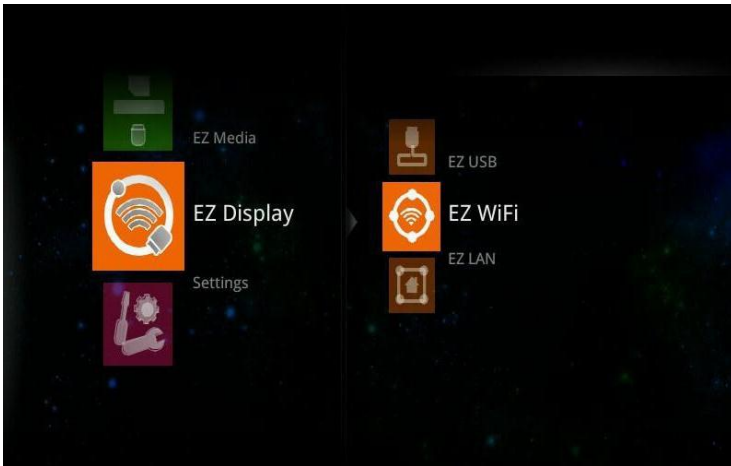 EZ Media
EZ Display
Settings
EZ USB
EZ WiFi
EZ LAN